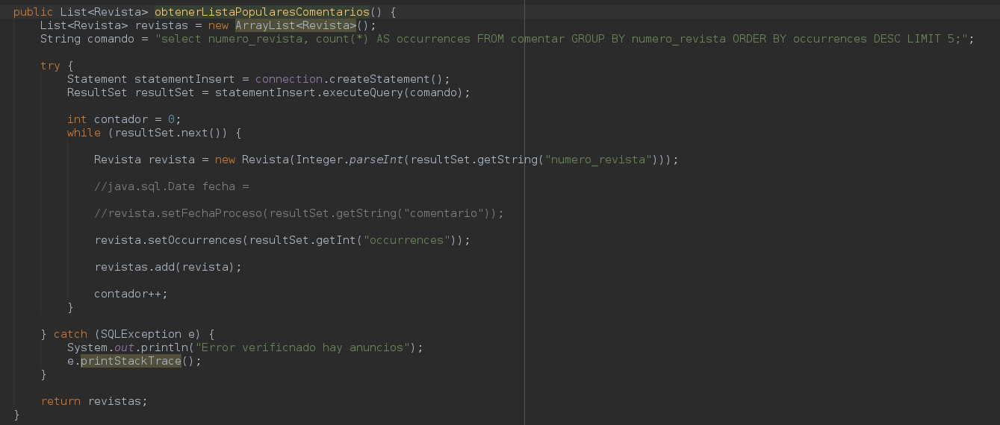 public List<Revista> obtenerListaPopularesComentarios() {
List<Revista> revistas = new ArrayList<Revista>();
String comando = "select numero_revista, count(*) AS occurrences FROM comentar GROUP BY numero_revista ORDER BY occurrences DESC LIMIT 5;";
try {
Statement statementInsert = connection.createStatement();
ResultSet resultSet = statementInsert.executeQuery(comando);
int contador = 0;
while (resultSet.next()) {
Revista revista = new Revista(Integer.parseInt(resultSet.getString("numero_revista")));
//java.sql.Date fecha =
//revista.setFechaProceso(resultSet.getString("comentario"));
revista.setOccurrences(resultSet.getInt("occurrences"));
revistas.add(revista);
contador++;
}
} catch (SQLException e) {
System.out.println("Error verificnado hay anuncios");
e.printStackTrace();
}
return revistas;
}